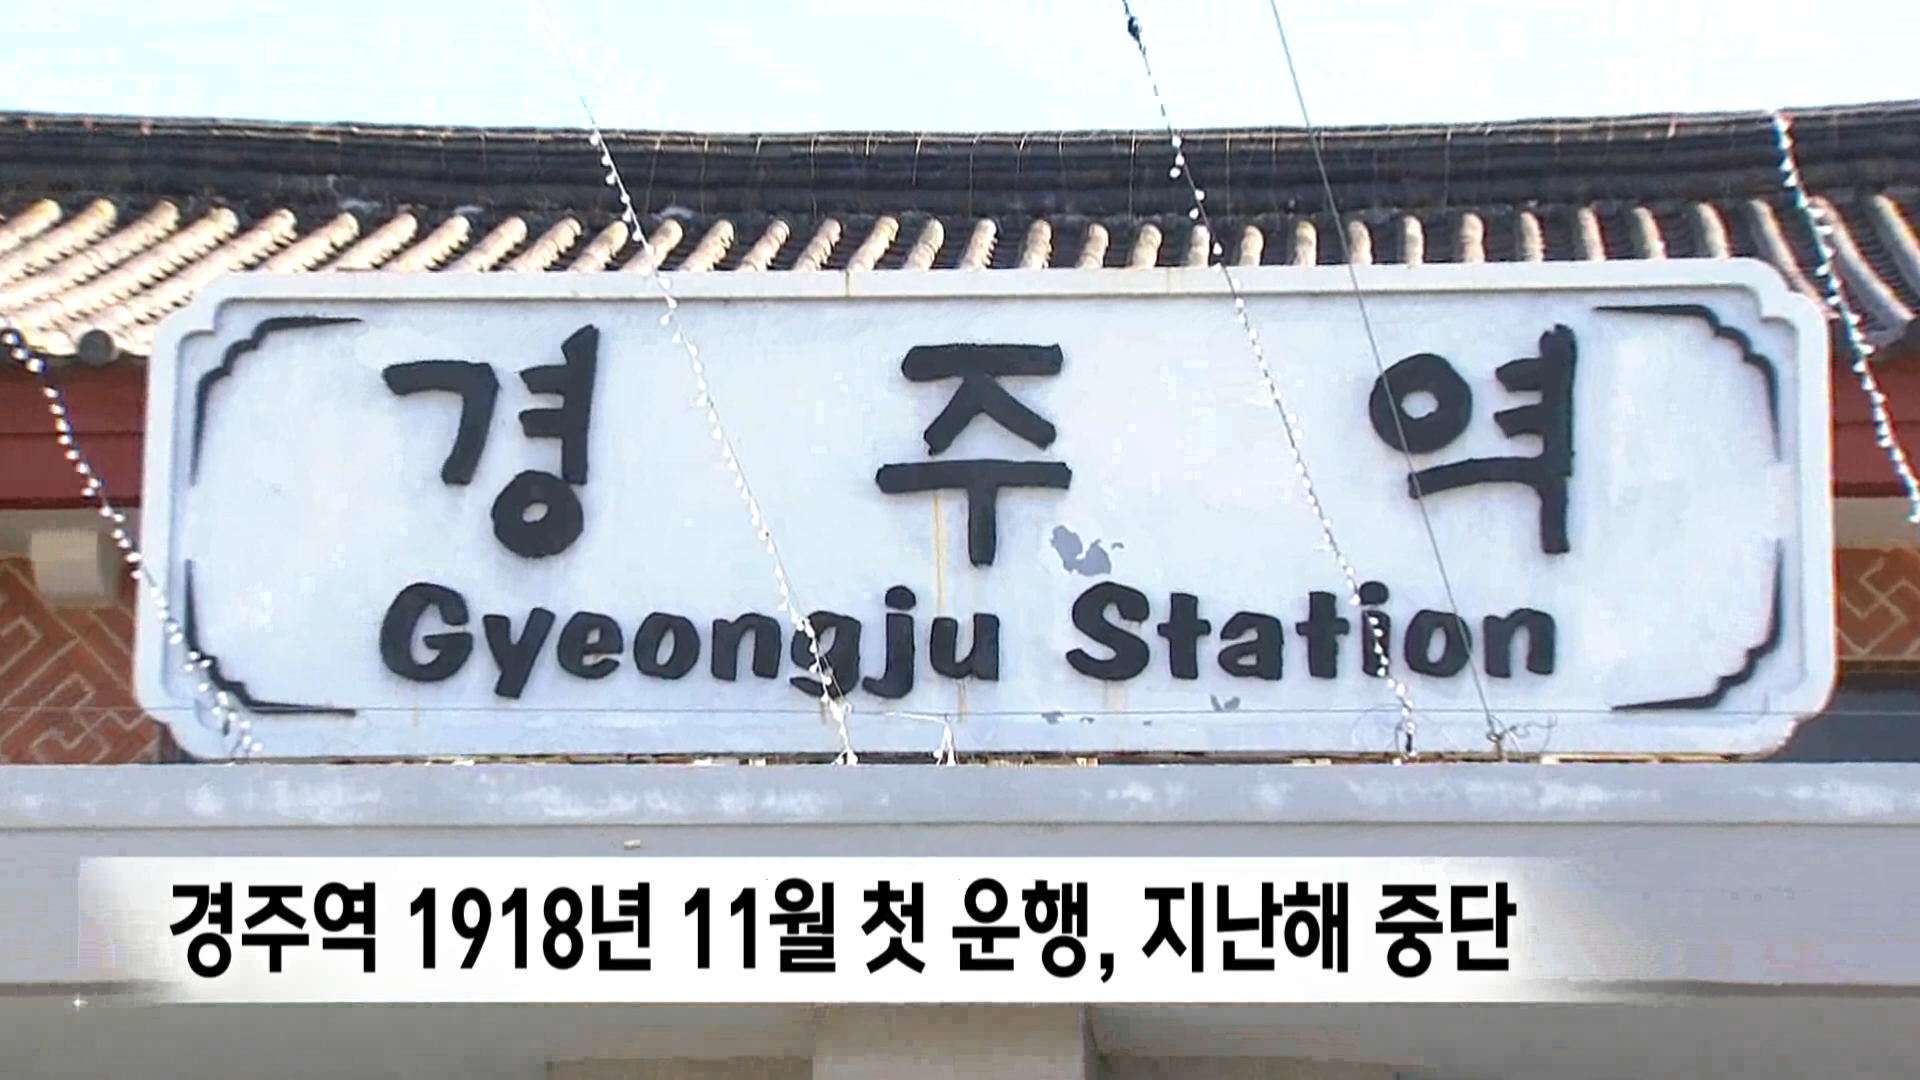 경주역
Gyeongju Station
경주역 1918년 11월 첫 운행, 지난해 중단